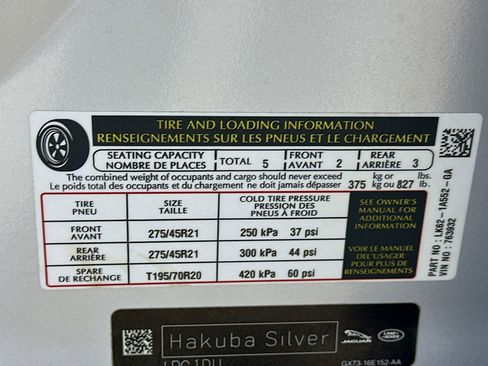 TIRE AND LOADING INFORMATION
RENSEIGNEMENTS SUR LES PNEUS ET LE CHARGEMENT
SEATING CAPACITY
NOMBRE DE PLACES
TOTAL 5
FRONT
AVANT 2
REAR
ARRIÈRE 3
The combined weight of occupants and cargo should never exceed
Le poids total des occupants et du chargement ne doit jamais dépasser
375 kg or ou 827 lbs. lb.
TIRE
PNEU
SIZE
TAILLE
COLD TIRE PRESSURE
PRESSION DES
PNEUS À FROID
FRONT
AVANT
275/45R21
250 kPa 37 psi
REAR
ARRIÈRE
275/45R21
300 kPa 44 psi
SPARE
DE RECHANGE
T195/70R20
420 kPa 60 psi
SEE OWNER'S
MANUAL FOR
ADDITIONAL
INFORMATION
VOIR LE MANUEL
DE L'USAGER
POUR PLUS DE
RENSEIGNEMENTS
PART NO : LK62-1A552-GA
VIN NO : 763932
Hakuba Silver
JAGUAR
LAND ROVER
LRC 1DU
GX73-16E152-AA